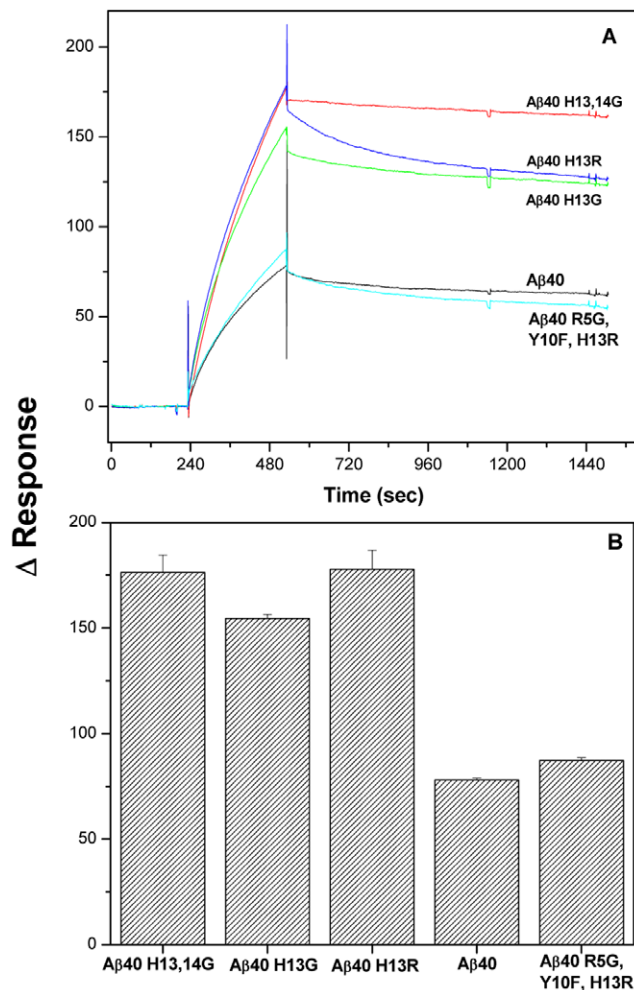 A
200
150
100
50
0
Aβ40 H13,14G
Aβ40 H13R
Aβ40 H13G
Aβ40
Aβ40 R5G,
Y10F, H13R
0 240 480 720 960 1200 1440
Time (sec)
Δ Response
B
200
150
100
50
0
Aβ40 H13,14G Aβ40 H13G Aβ40 H13R Aβ40 Aβ40 R5G,
Y10F, H13R